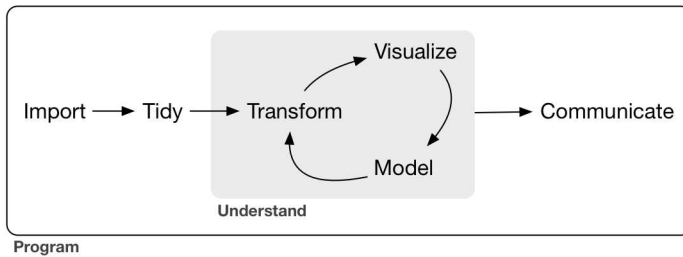 Visualize
Import
Tidy
Transform
Communicate
Model
Understand
Program